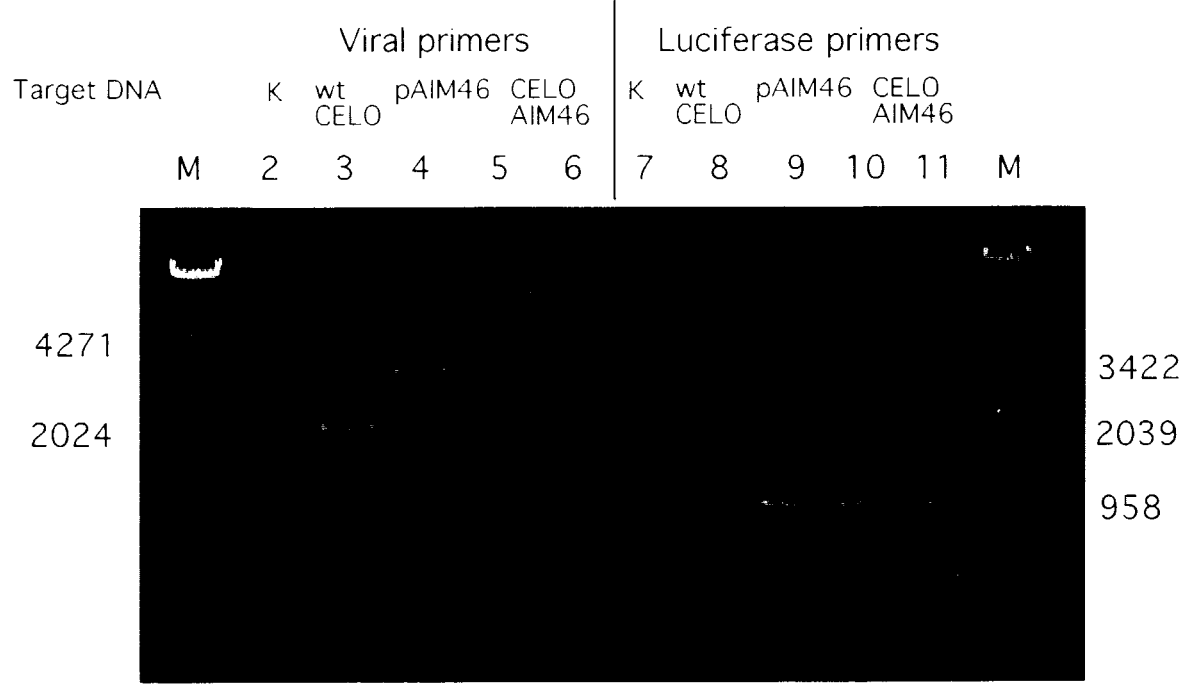 Viral primers Luciferase primers
Target DNA K wt pAIM46 CELO K wt pAIM46 CELO
CELO AIM46 CELO AIM46
M 2 3 4 5 6 7 8 9 10 11 M
4271
3422
2024 2039
958